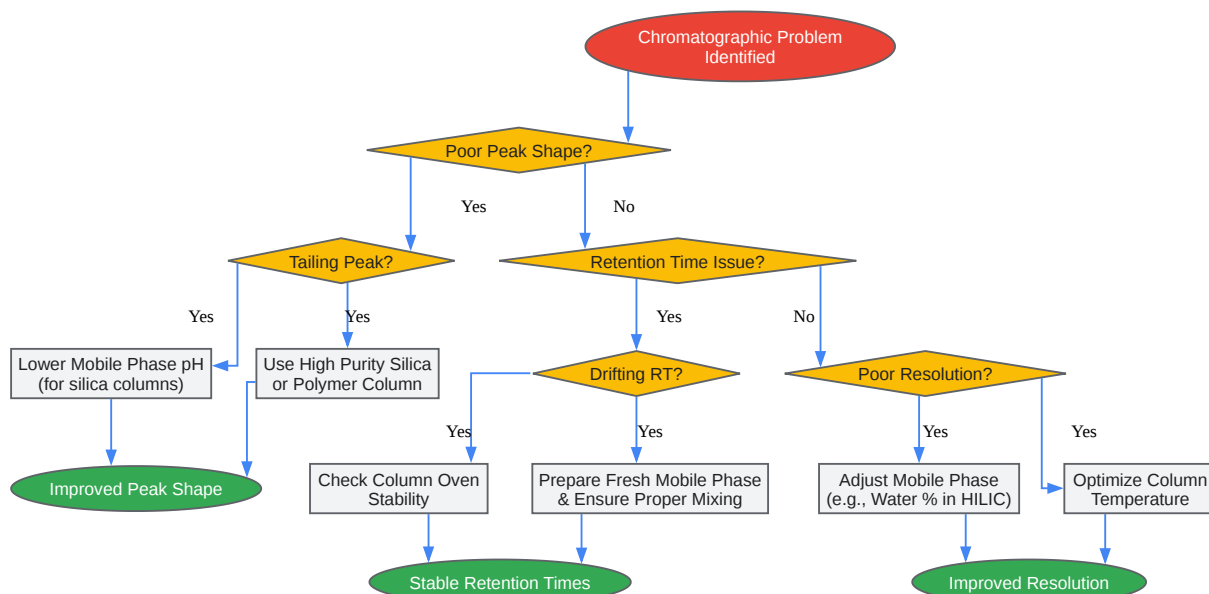 Chromatographic Problem
Identified
Poor Peak Shape?
Yes
No
Tailing Peak?
Retention Time Issue?
Yes
Yes
Yes
No
Lower Mobile Phase pH
(for silica columns)
Use High Purity Silica
or Polymer Column
Drifting RT?
Poor Resolution?
Yes
Yes
Yes
Yes
Improved Peak Shape
Check Column Oven
Stability
Prepare Fresh Mobile Phase
& Ensure Proper Mixing
Adjust Mobile Phase
(e.g., Water % in HILIC)
Optimize Column
Temperature
Stable Retention Times
Improved Resolution